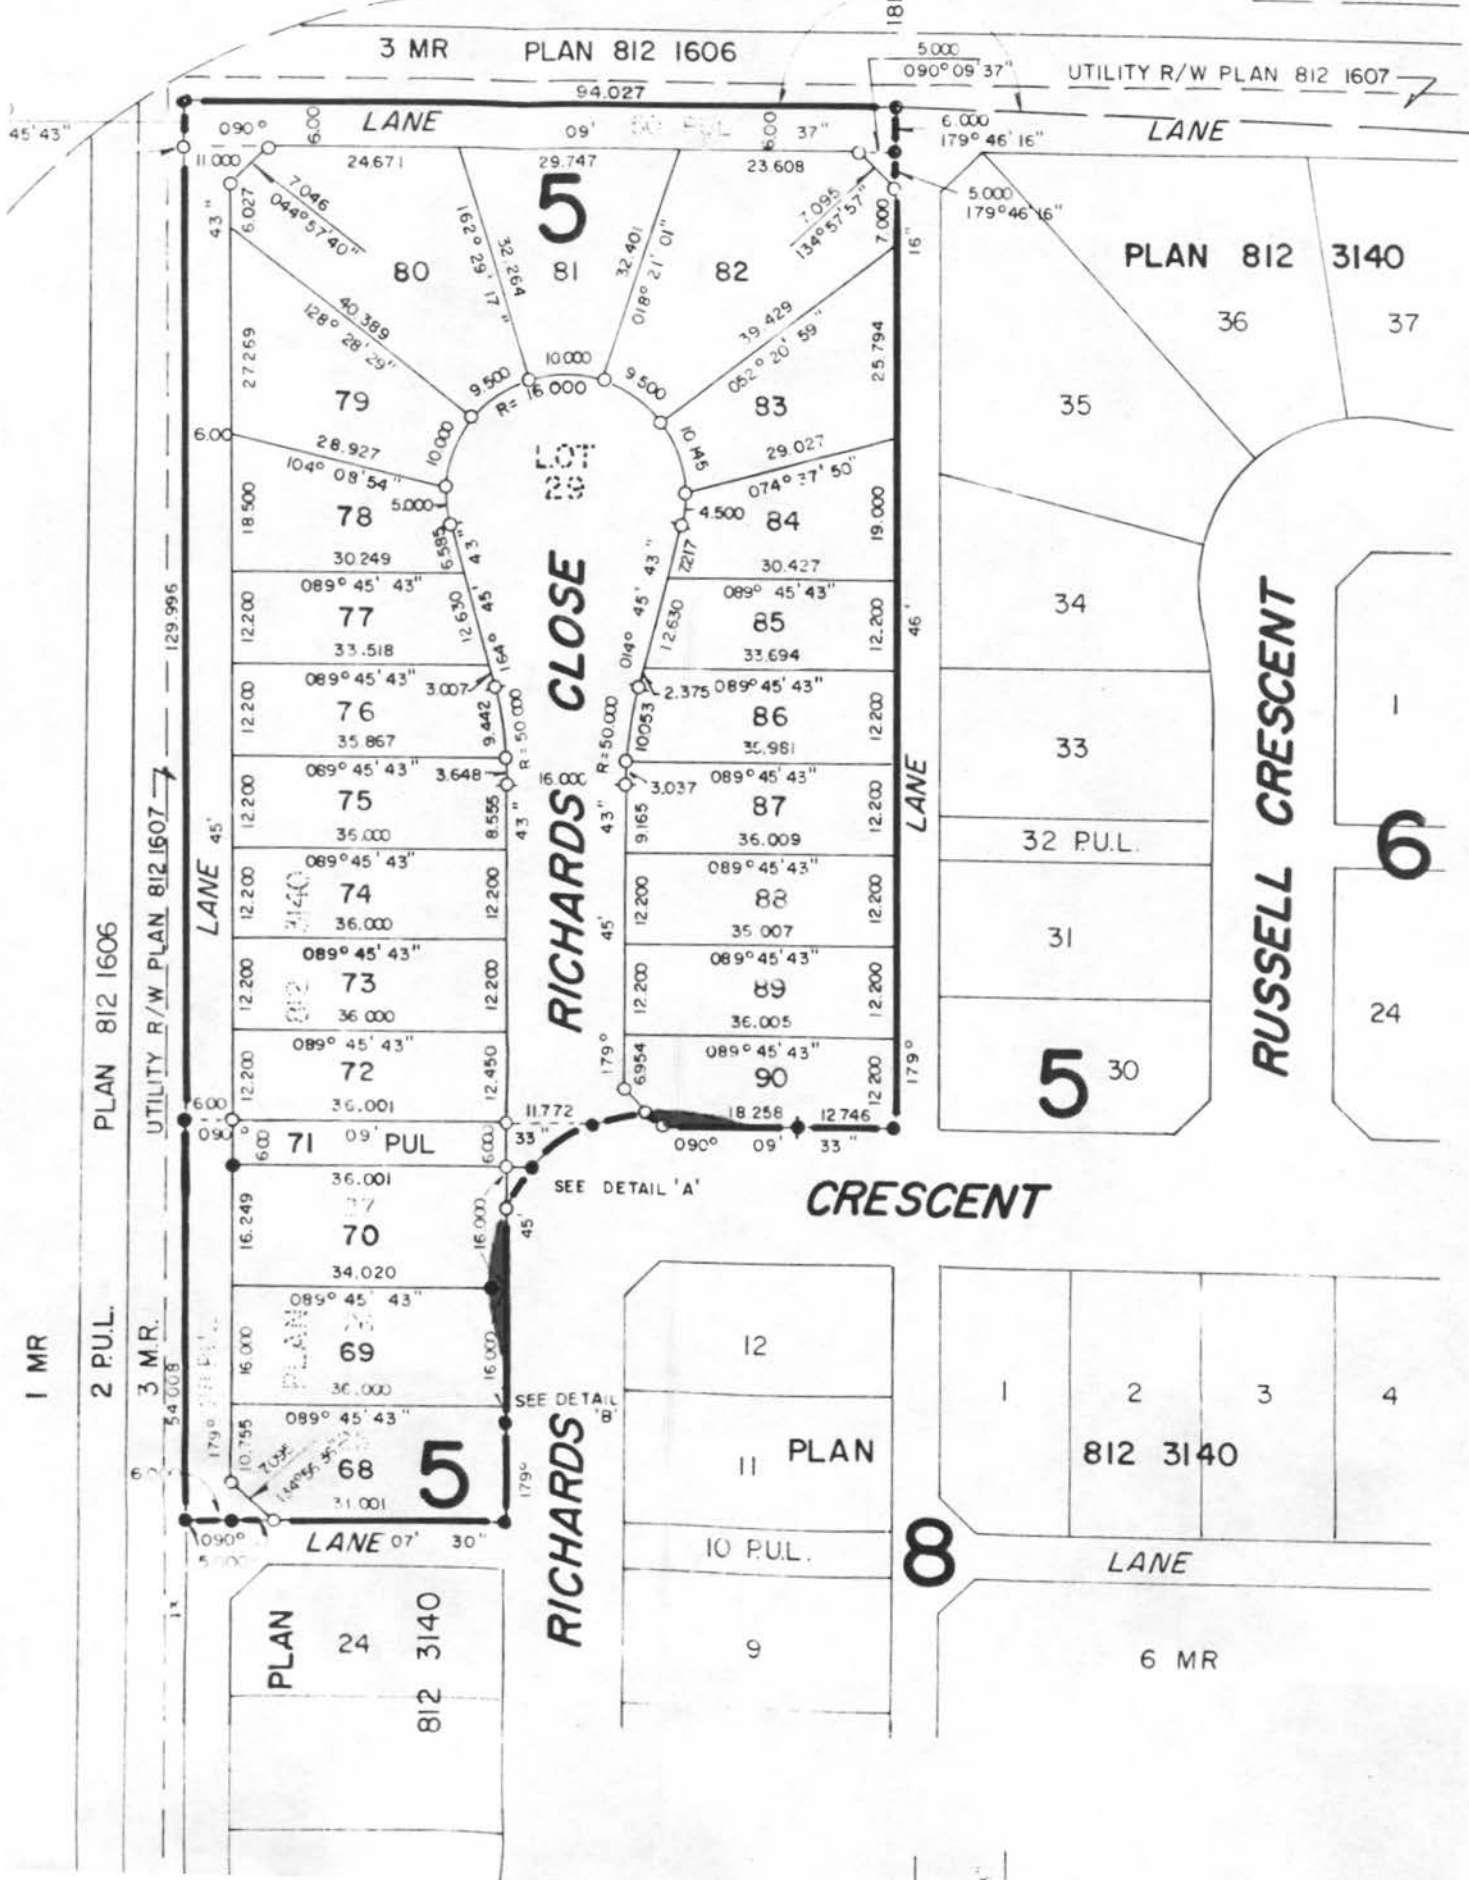 181
3 MR PLAN 812 1606
5.000
090° 09' 37"
UTILITY R/W PLAN 812 1607
94.027
45' 43"
090°
6.00
LANE
09'
50 PUL
6.00
37"
6.000
179° 46' 16"
LANE
11.000
24.671
29.747
23.608
5.000
179° 46' 16"
7.046
044° 57' 40"
7.095
134° 57' 57"
43"
6.027
7.000
16"
5
162° 29' 17"
32.264
32.401
018° 21' 01"
80
81
82
PLAN 812 3140
36
37
40.389
128° 28' 29"
39.429
052° 20' 59"
27.269
25.794
10.000
9.500
9.500
R= 16 000
79
83
35
6.00
28.927
104° 08' 54"
10.000
10.145
29.027
074° 37' 50"
LOT
29
18.500
78
5.000
4.500
84
19.000
30.249
6.585
43"
43"
7.217
30.427
089° 45' 43"
089° 45' 43"
129.996
12.200
77
12.630
45'
45'
12.630
85
12.200
46'
34
33.518
164°
014°
33.694
089° 45' 43"
3.007
2.375
089° 45' 43"
12.200
76
9.442
R = 50.000
R = 50.000
10.053
86
12.200
33
1
35.867
089° 45' 43"
3.648
16.000
3.037
089° 45' 43"
12.200
75
8.555
43"
43"
9.165
87
12.200
LANE
36.000
36.009
32 P.U.L.
6
45'
089° 45' 43"
089° 45' 43"
LANE
12.200
74
12.200
12.200
88
12.200
3140
36.000
45'
31
089° 45' 43"
089° 45' 43"
12.200
812
73
12.200
12.200
89
12.200
36 000
36.005
24
089° 45' 43"
089° 45' 43"
12.200
72
12.450
179°
6.954
90
12.200
179°
5
30
36.001
RICHARDS CLOSE
RUSSELL CRESCENT
PLAN 812 1606
UTILITY R/W PLAN 812 1607
6.00
11.772
18.258
12.746
090°
6.00
71
09'
PUL
6.00
33"
090° 09' 33"
36.001
SEE DETAIL 'A'
CRESCENT
16.249
70
16.000
45'
34.020
089° 45' 43"
PLAN
16.000
69
16.000
12
36.000
SEE DETAIL
'B'
1
2
3
4
1 MR
2 P.U.L.
3 M.R.
54.008
179°
089° 45' 43"
10.755
7.095
68
5
179°
11
PLAN
812 3140
31.001
090°
LANE
07' 30"
5.000
10 P.U.L.
8
LANE
RICHARDS
PLAN
24
812 3140
9
6 MR